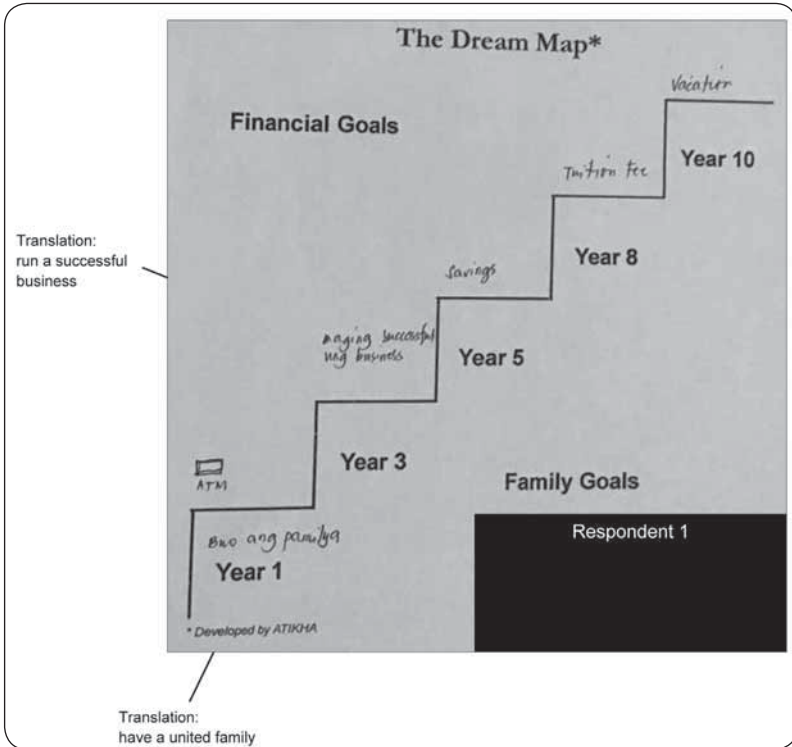 The Dream Map*
Vacation
Financial Goals
Year 10
Tuition fee
Translation:
run a successful
business
Year 8
savings
maging successful
ung business
Year 5
ATM
Year 3
Family Goals
Respondent 1
Buo ang pamilya
Year 1
* Developed by ATIKHA
Translation:
have a united family